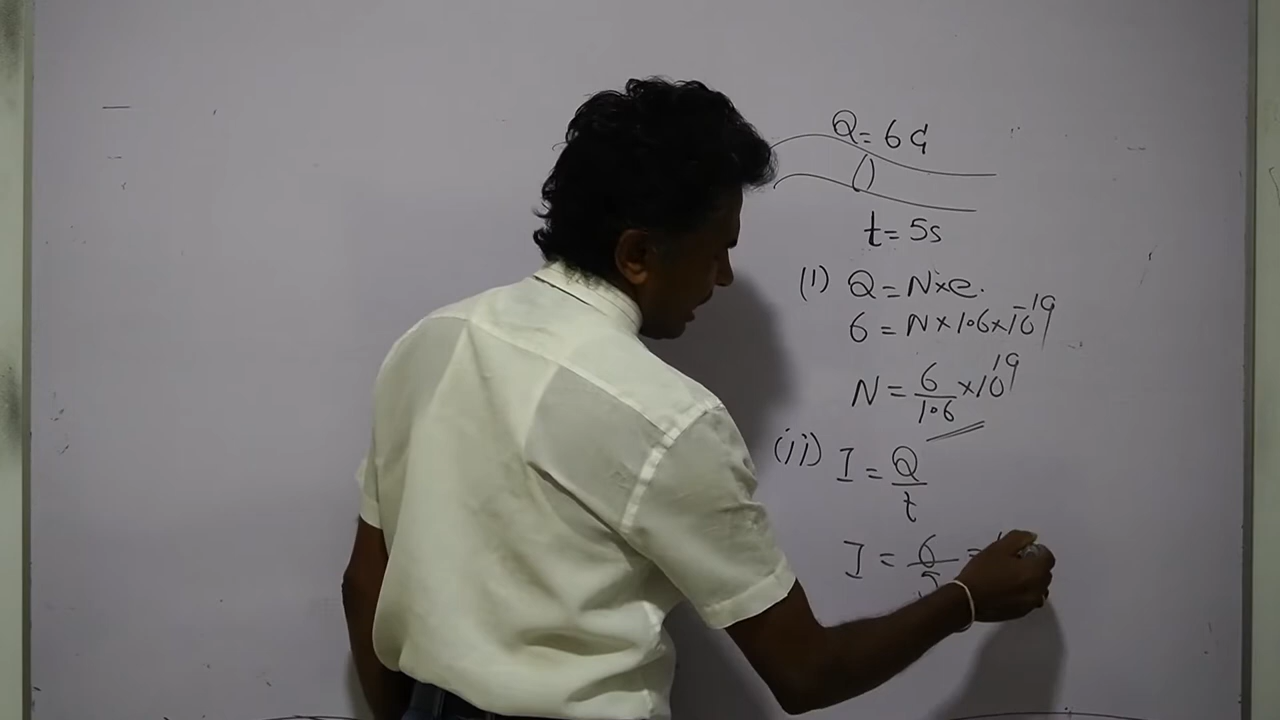 Q = 6C
t = 5s
(i) Q = N×e.
6 = N×1.6×10⁻¹⁹
N = 6/1.6 ×10¹⁹
(ii) I = Q/t
I = 6/5 =